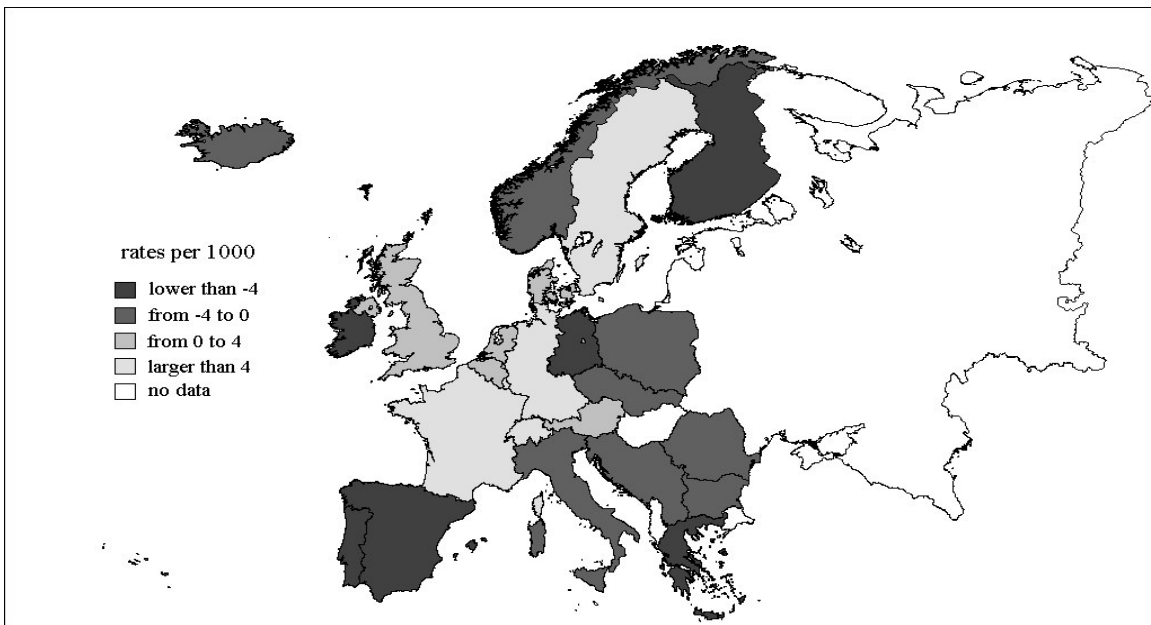 rates per 1000
lower than -4
from -4 to 0
from 0 to 4
larger than 4
no data